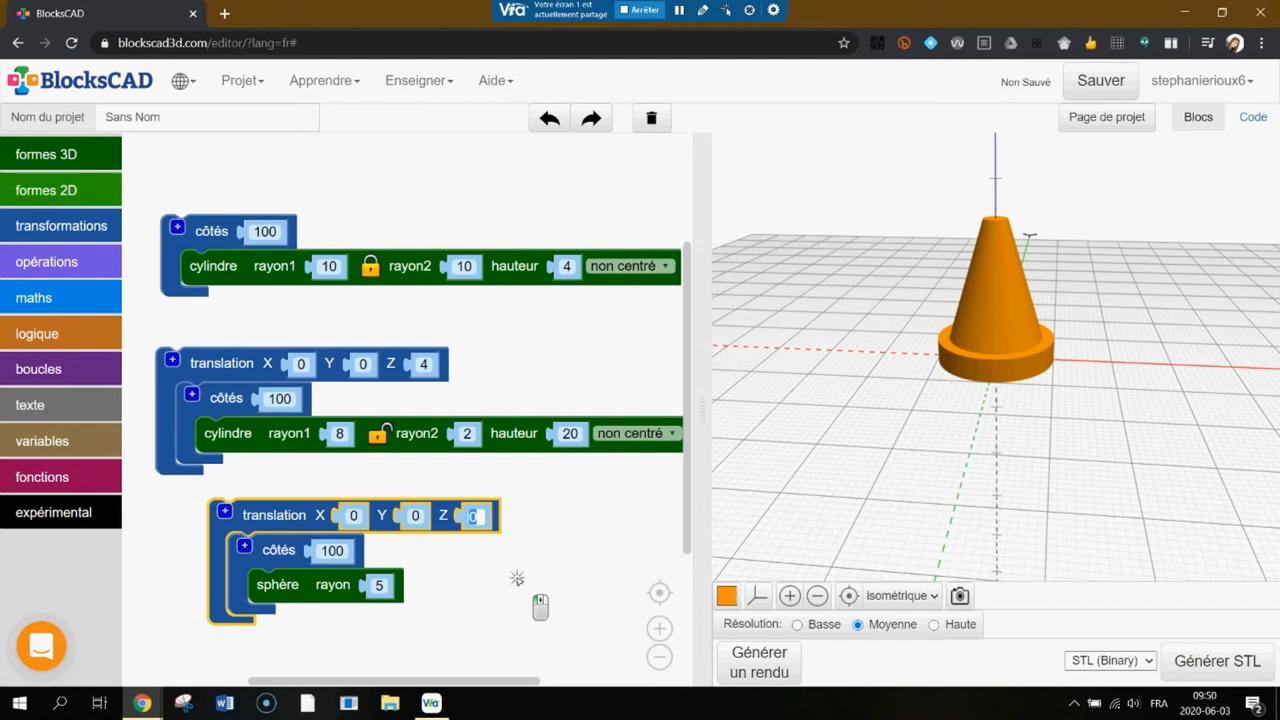 BlocksCAD
Vià
Votre écran 1 est
actuellement partagé
Arrêter
blockscad3d.com/editor/?lang=fr#
BlocksCAD
Projet
Apprendre
Enseigner
Aide
Non Sauvé
Sauver
stephanierioux6
Nom du projet
Sans Nom
Page de projet
Blocs
Code
formes 3D
formes 2D
transformations
opérations
maths
logique
boucles
texte
variables
fonctions
expérimental
côtés 100
cylindre rayon1 10 rayon2 10 hauteur 4 non centré
translation X 0 Y 0 Z 4
côtés 100
cylindre rayon1 8 rayon2 2 hauteur 20 non centré
translation X 0 Y 0 Z 0
côtés 100
sphère rayon 5
isométrique
Résolution: Basse Moyenne Haute
Générer
un rendu
STL (Binary)
Générer STL
Vià
FRA
09:50
2020-06-03
2